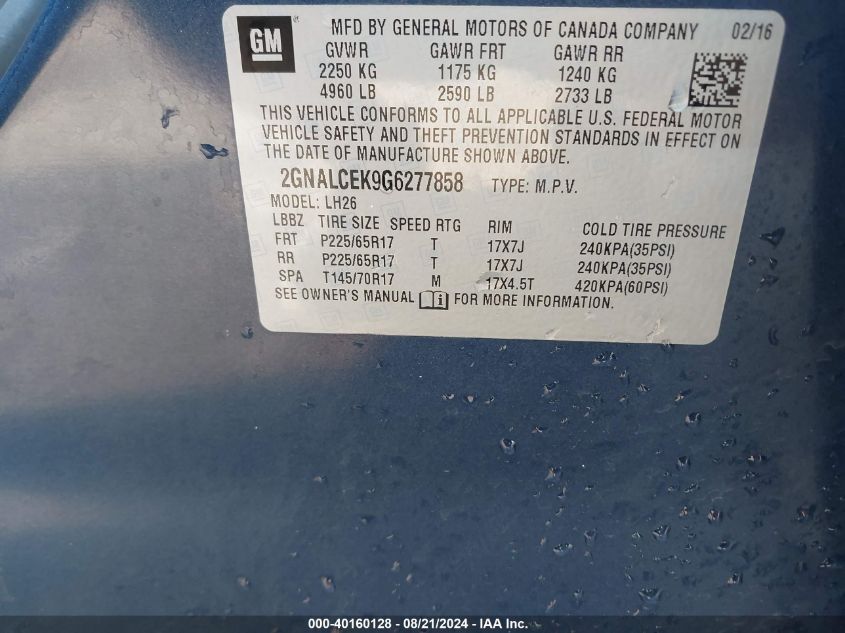 GM
MFD BY GENERAL MOTORS OF CANADA COMPANY 02/16
GVWR GAWR FRT GAWR RR
2250 KG 1175 KG 1240 KG
4960 LB 2590 LB 2733 LB
THIS VEHICLE CONFORMS TO ALL APPLICABLE U.S. FEDERAL MOTOR
VEHICLE SAFETY AND THEFT PREVENTION STANDARDS IN EFFECT ON
THE DATE OF MANUFACTURE SHOWN ABOVE.
2GNALCEK9G6277858 TYPE: M.P.V.
MODEL: LH26
LBBZ TIRE SIZE SPEED RTG RIM COLD TIRE PRESSURE
FRT P225/65R17 T 17X7J 240KPA(35PSI)
RR P225/65R17 T 17X7J 240KPA(35PSI)
SPA T145/70R17 M 17X4.5T 420KPA(60PSI)
SEE OWNER'S MANUAL i FOR MORE INFORMATION.
000-40160128 - 08/21/2024 - IAA Inc.